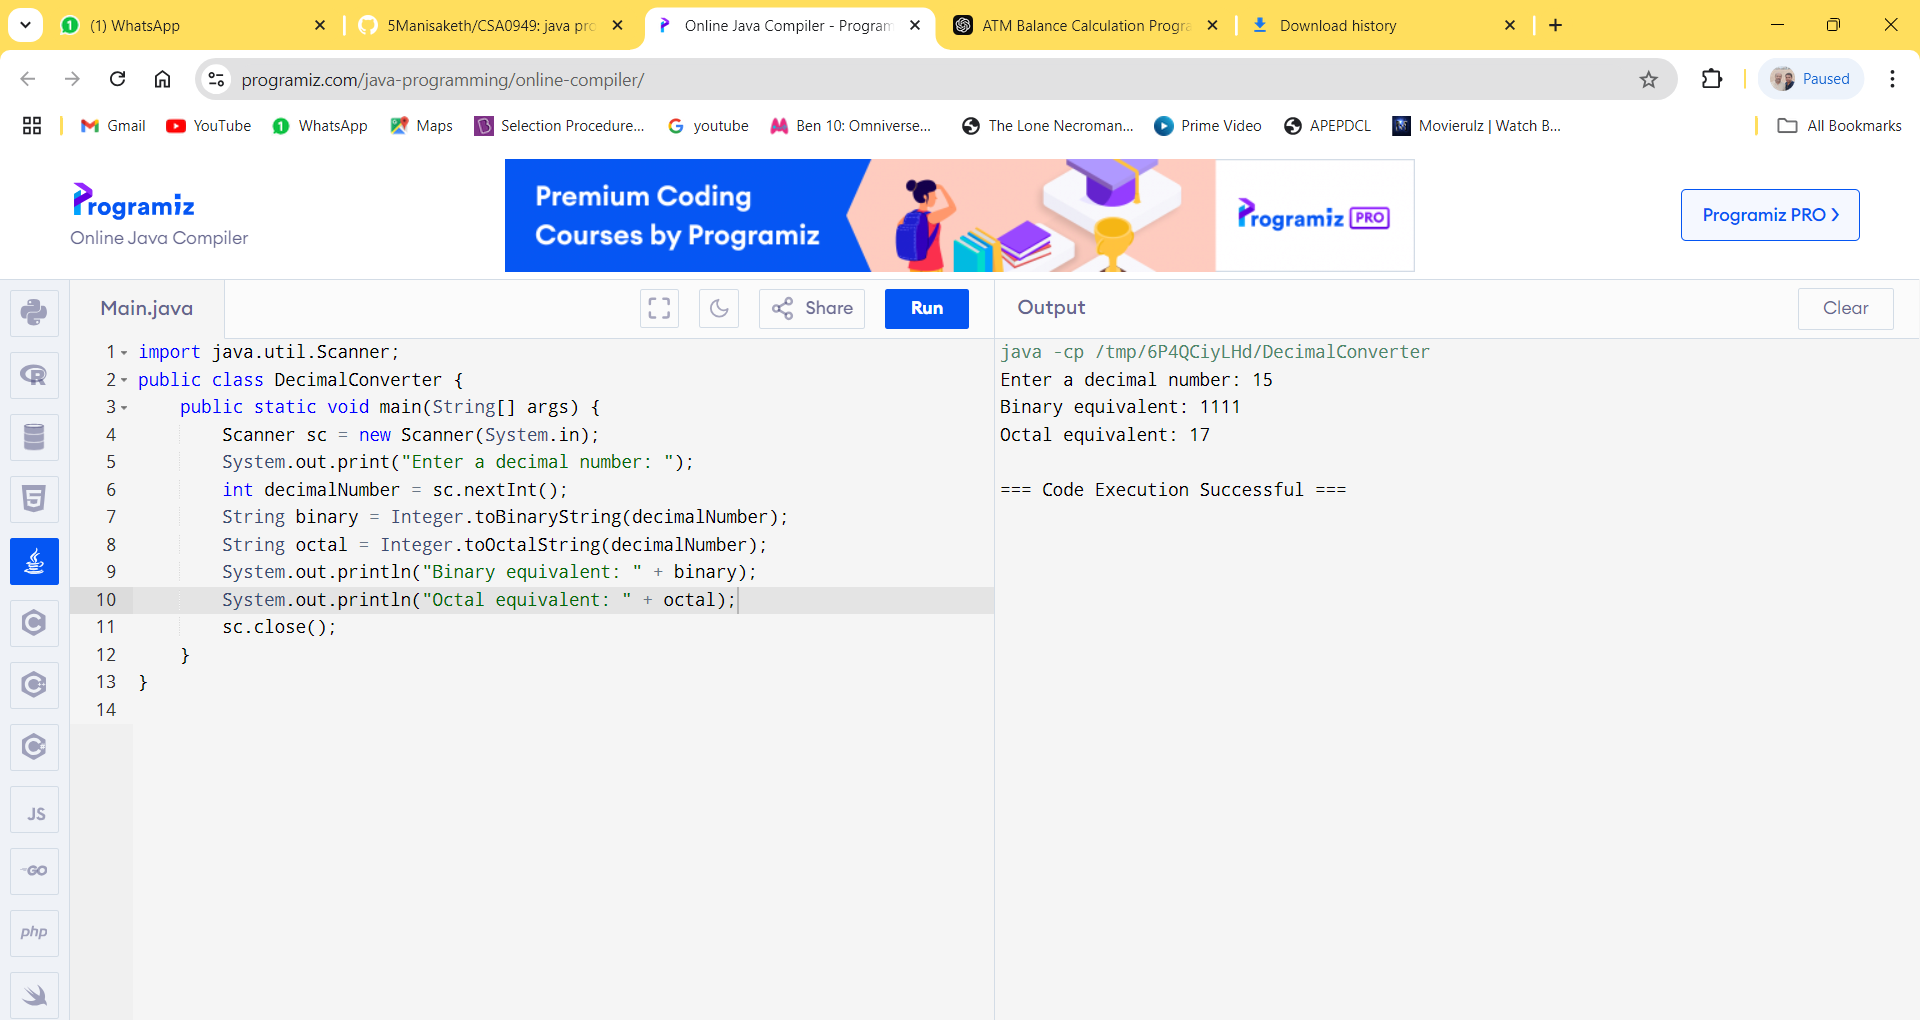 (1) WhatsApp
5Manisaketh/CSA0949: java pro
Online Java Compiler - Program
ATM Balance Calculation Progra
Download history
programiz.com/java-programming/online-compiler/
Paused
Gmail
YouTube
WhatsApp
Maps
Selection Procedure...
youtube
Ben 10: Omniverse...
The Lone Necroman...
Prime Video
APEPDCL
Movierulz | Watch B...
All Bookmarks
Programiz
Online Java Compiler
Premium Coding
Courses by Programiz
Programiz PRO
Programiz PRO ›
Main.java
Share
Run
Output
Clear
1 import java.util.Scanner;
2 public class DecimalConverter {
3     public static void main(String[] args) {
4         Scanner sc = new Scanner(System.in);
5         System.out.print("Enter a decimal number: ");
6         int decimalNumber = sc.nextInt();
7         String binary = Integer.toBinaryString(decimalNumber);
8         String octal = Integer.toOctalString(decimalNumber);
9         System.out.println("Binary equivalent: " + binary);
10         System.out.println("Octal equivalent: " + octal);
11         sc.close();
12     }
13 }
14
java -cp /tmp/6P4QCiyLHd/DecimalConverter
Enter a decimal number: 15
Binary equivalent: 1111
Octal equivalent: 17
=== Code Execution Successful ===
R
5
C
C
C
JS
GO
php